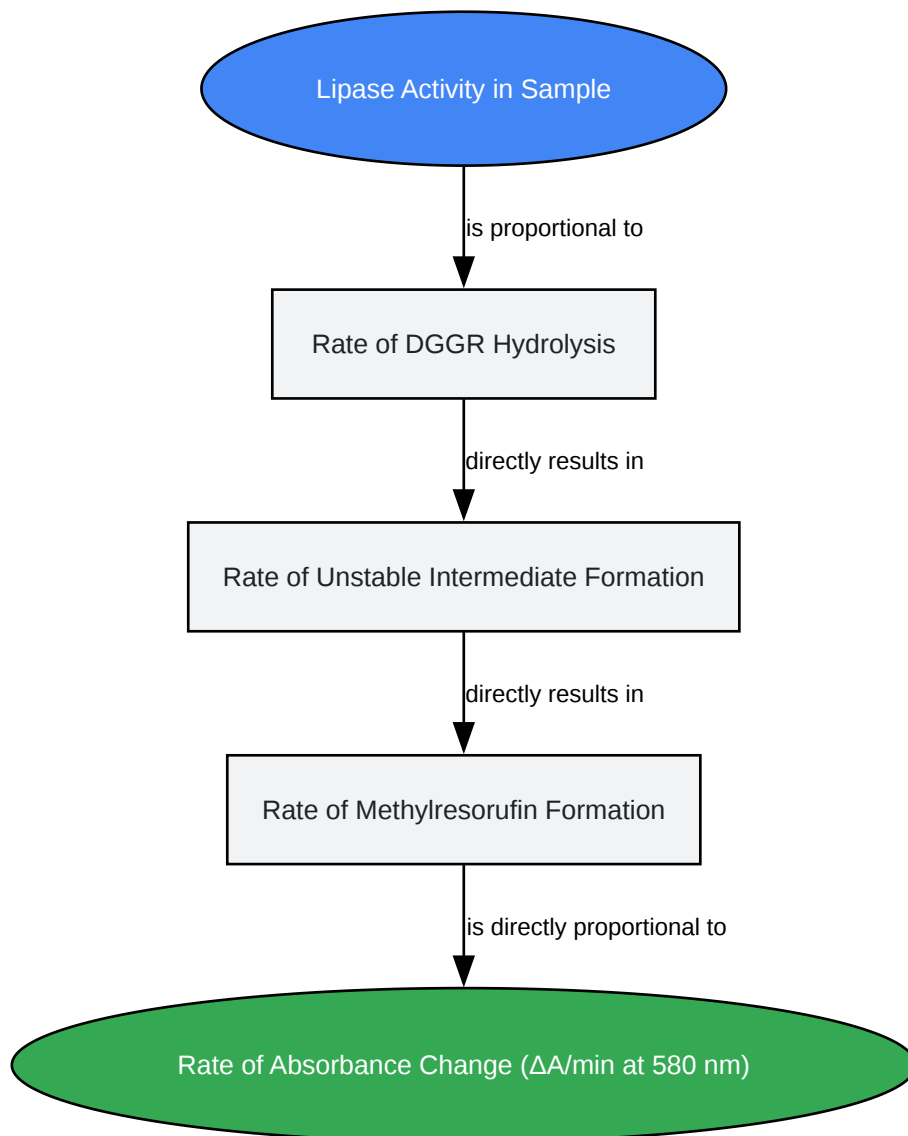 Lipase Activity in Sample
is proportional to
Rate of DGGR Hydrolysis
directly results in
Rate of Unstable Intermediate Formation
directly results in
Rate of Methylresorufin Formation
is directly proportional to
Rate of Absorbance Change (ΔA/min at 580 nm)